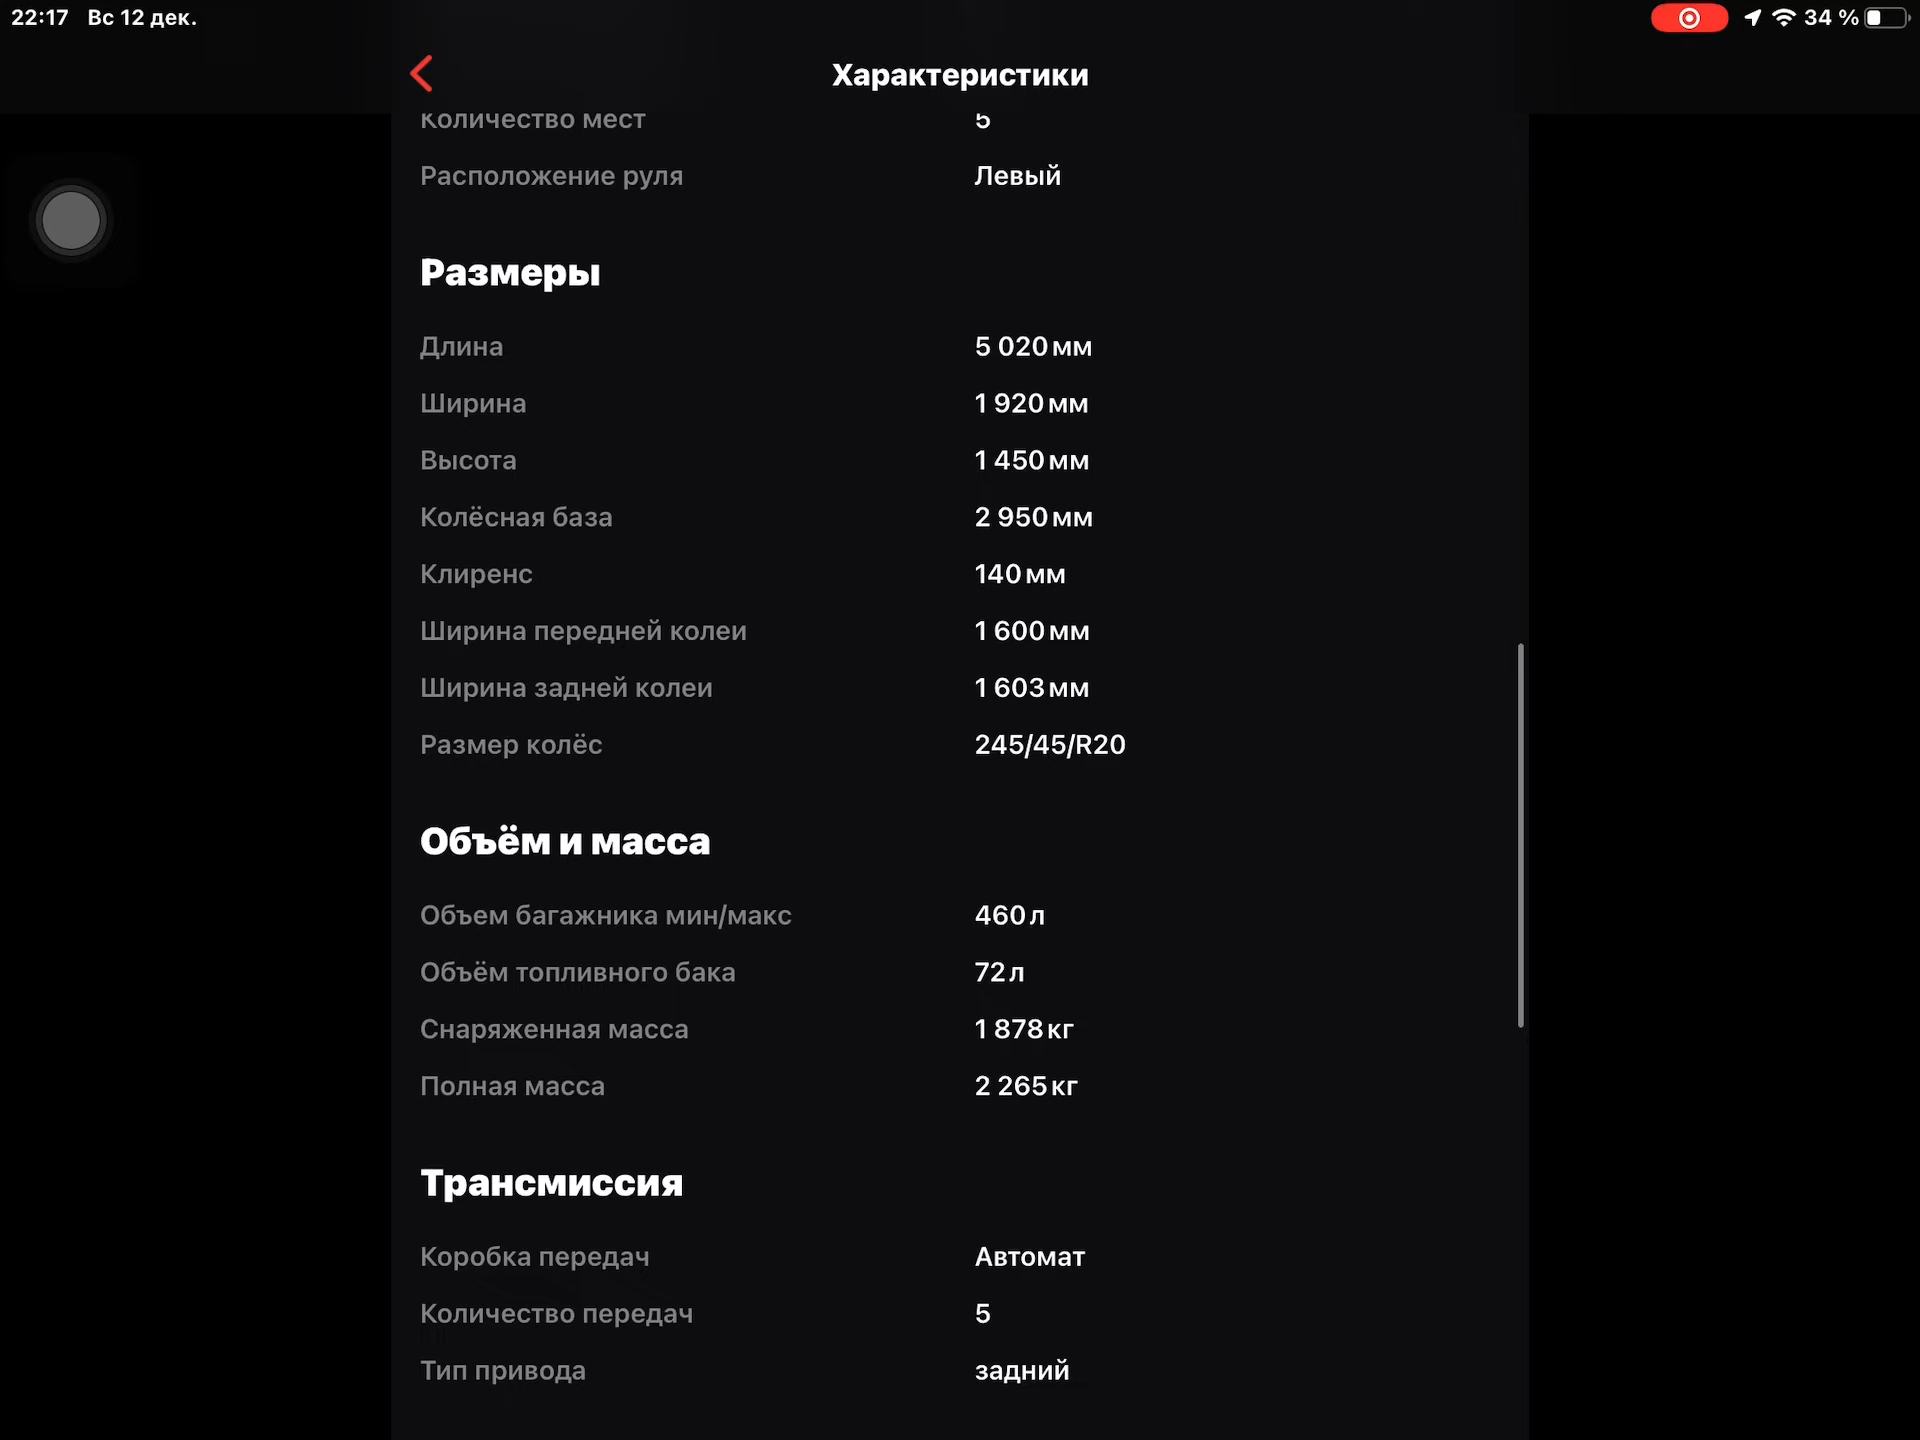 22:17 Вс 12 дек.
34 %
Характеристики
Количество мест 5
Расположение руля Левый
Размеры
Длина 5 020 мм
Ширина 1 920 мм
Высота 1 450 мм
Колёсная база 2 950 мм
Клиренс 140 мм
Ширина передней колеи 1 600 мм
Ширина задней колеи 1 603 мм
Размер колёс 245/45/R20
Объём и масса
Объем багажника мин/макс 460 л
Объём топливного бака 72 л
Снаряженная масса 1 878 кг
Полная масса 2 265 кг
Трансмиссия
Коробка передач Автомат
Количество передач 5
Тип привода задний